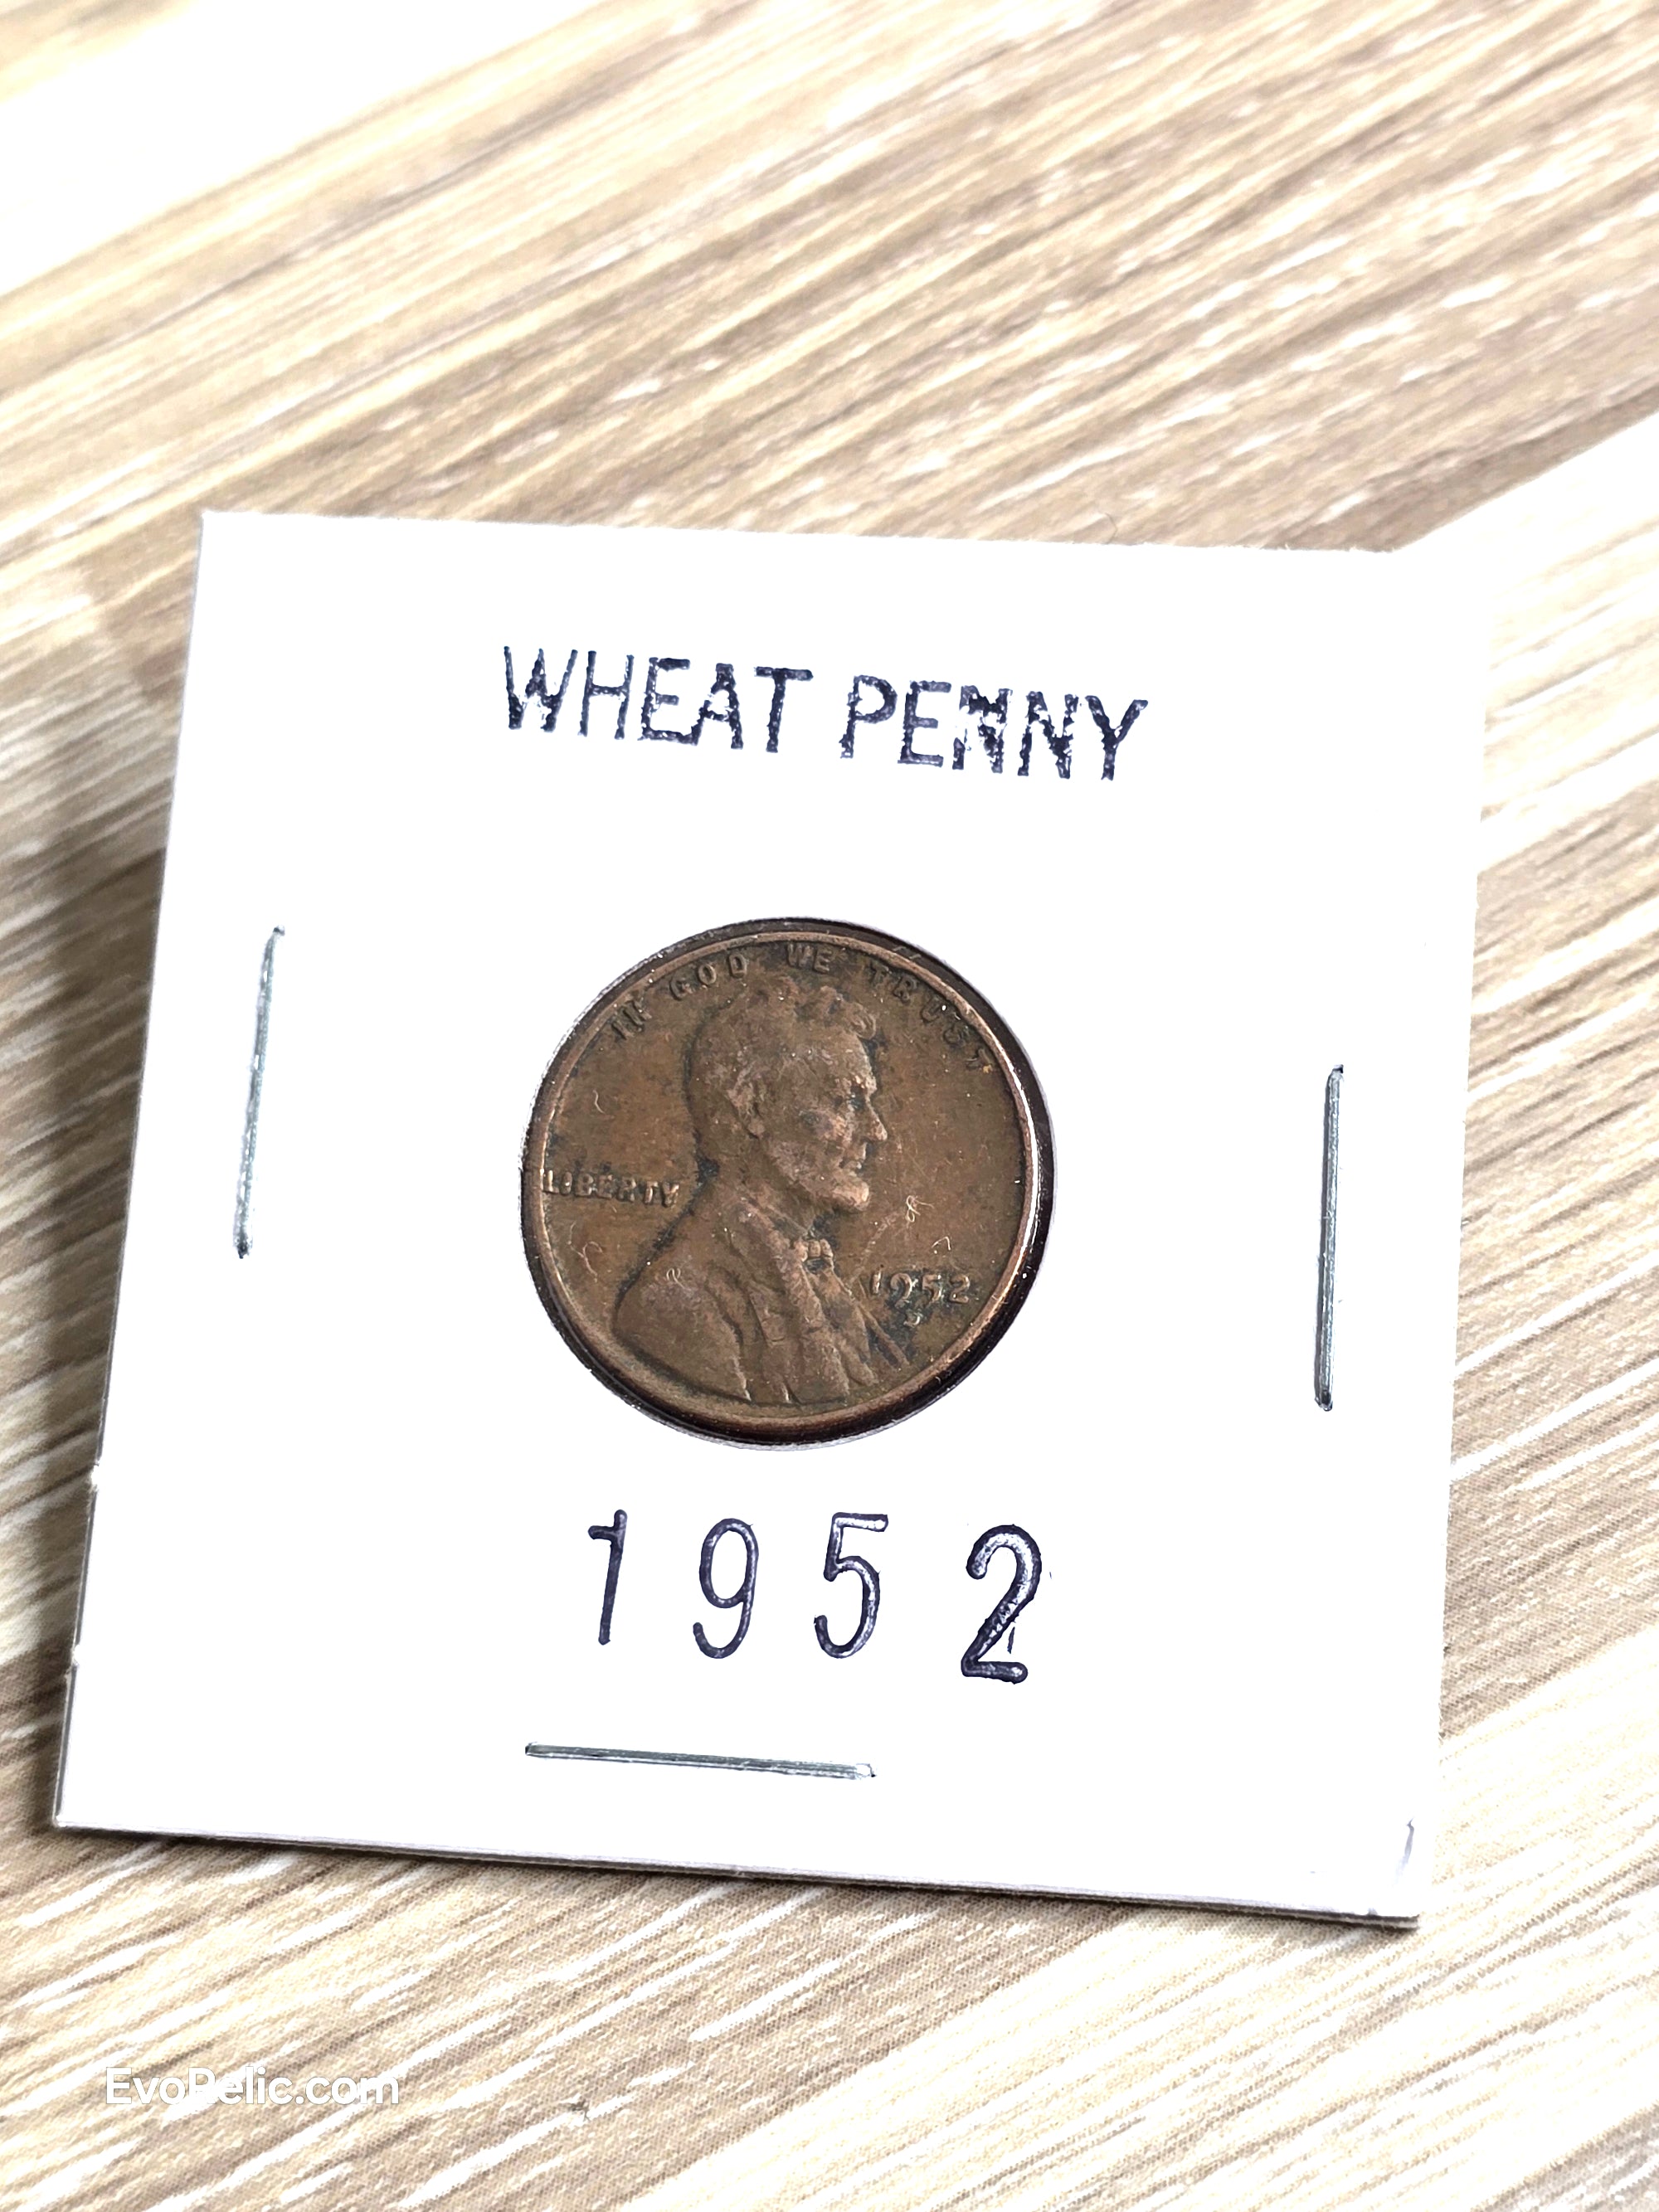 WHEAT PENNY
IN GOD WE TRUST
LIBERTY
1952
1952
EvoRelic.com